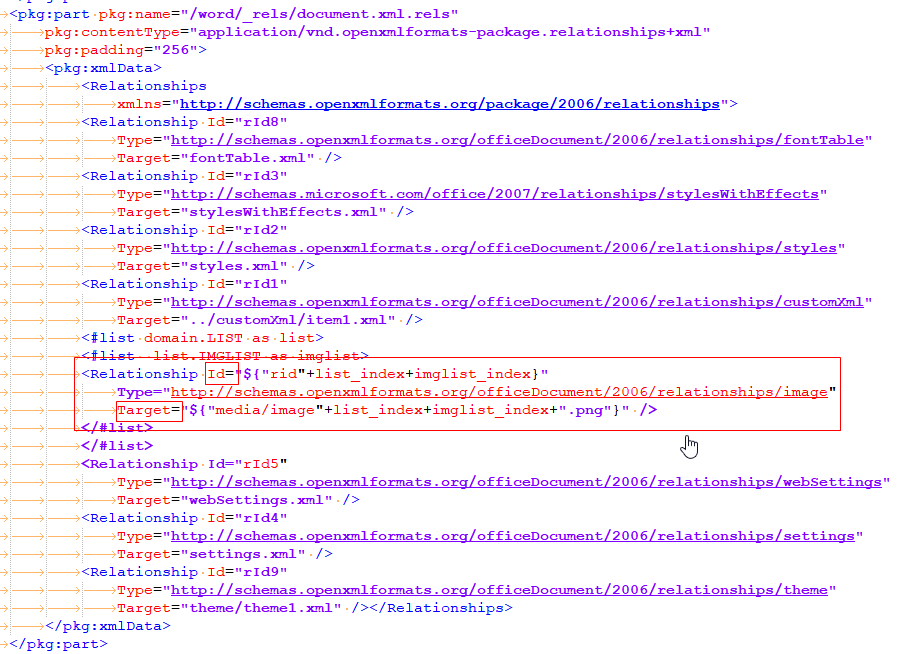 <pkg:part pkg:name="/word/_rels/document.xml.rels"
pkg:contentType="application/vnd.openxmlformats-package.relationships+xml"
pkg:padding="256">
<pkg:xmlData>
<Relationships
xmlns="http://schemas.openxmlformats.org/package/2006/relationships">
<Relationship Id="rId8"
Type="http://schemas.openxmlformats.org/officeDocument/2006/relationships/fontTable"
Target="fontTable.xml" />
<Relationship Id="rId3"
Type="http://schemas.microsoft.com/office/2007/relationships/stylesWithEffects"
Target="stylesWithEffects.xml" />
<Relationship Id="rId2"
Type="http://schemas.openxmlformats.org/officeDocument/2006/relationships/styles"
Target="styles.xml" />
<Relationship Id="rId1"
Type="http://schemas.openxmlformats.org/officeDocument/2006/relationships/customXml"
Target="../customXml/item1.xml" />
<#list domain.LIST as list>
<#list  list.IMGLIST as imglist>
<Relationship Id="${"rid"+list_index+imglist_index}"
Type="http://schemas.openxmlformats.org/officeDocument/2006/relationships/image"
Target="${"media/image"+list_index+imglist_index+".png"}" />
</#list>
</#list>
<Relationship Id="rId5"
Type="http://schemas.openxmlformats.org/officeDocument/2006/relationships/webSettings"
Target="webSettings.xml" />
<Relationship Id="rId4"
Type="http://schemas.openxmlformats.org/officeDocument/2006/relationships/settings"
Target="settings.xml" />
<Relationship Id="rId9"
Type="http://schemas.openxmlformats.org/officeDocument/2006/relationships/theme"
Target="theme/theme1.xml" /></Relationships>
</pkg:xmlData>
</pkg:part>